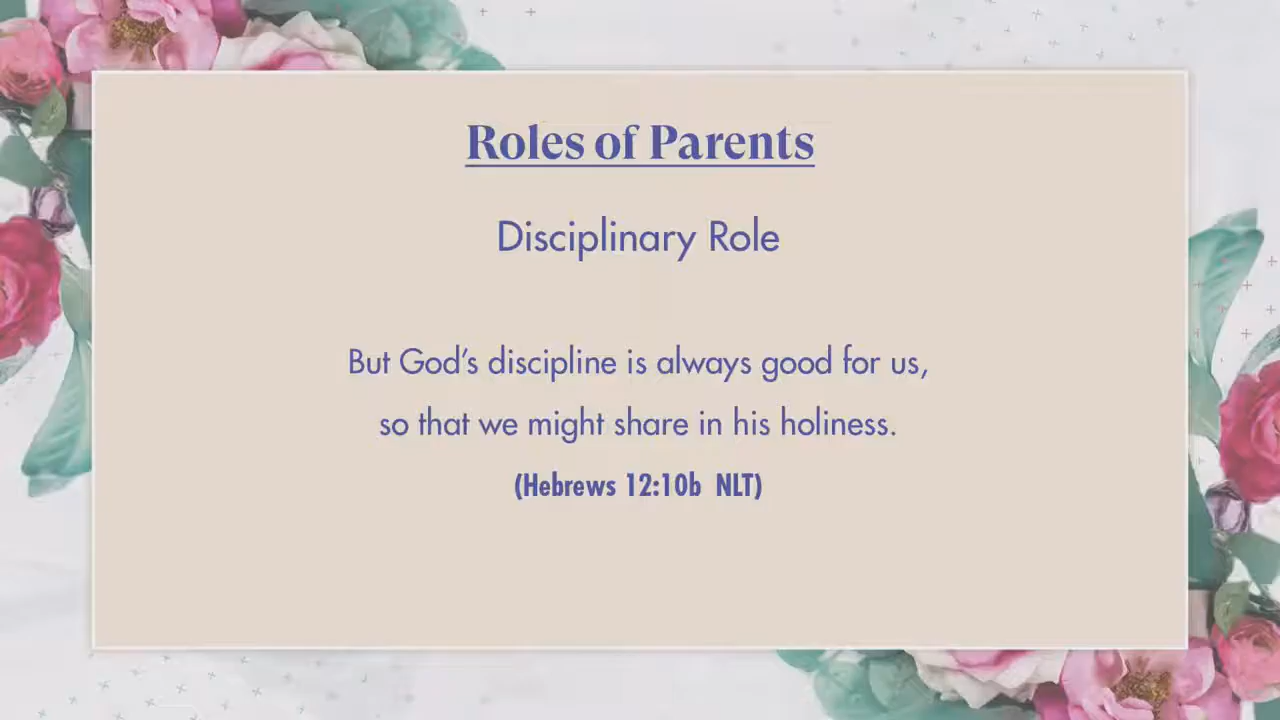 Roles of Parents
Disciplinary Role
But God's discipline is always good for us,
so that we might share in his holiness.
(Hebrews 12:10b NLT)